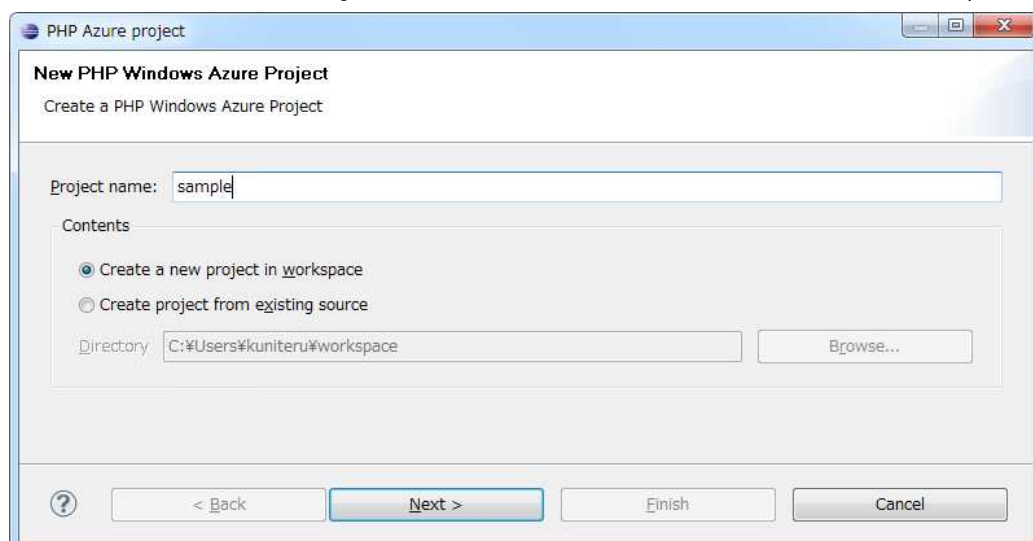 PHP Azure project
New PHP Windows Azure Project
Create a PHP Windows Azure Project
Project name: sample
Contents
Create a new project in workspace
Create project from existing source
Directory C:¥Users¥kuniteru¥workspace Browse...
? < Back Next > Finish Cancel